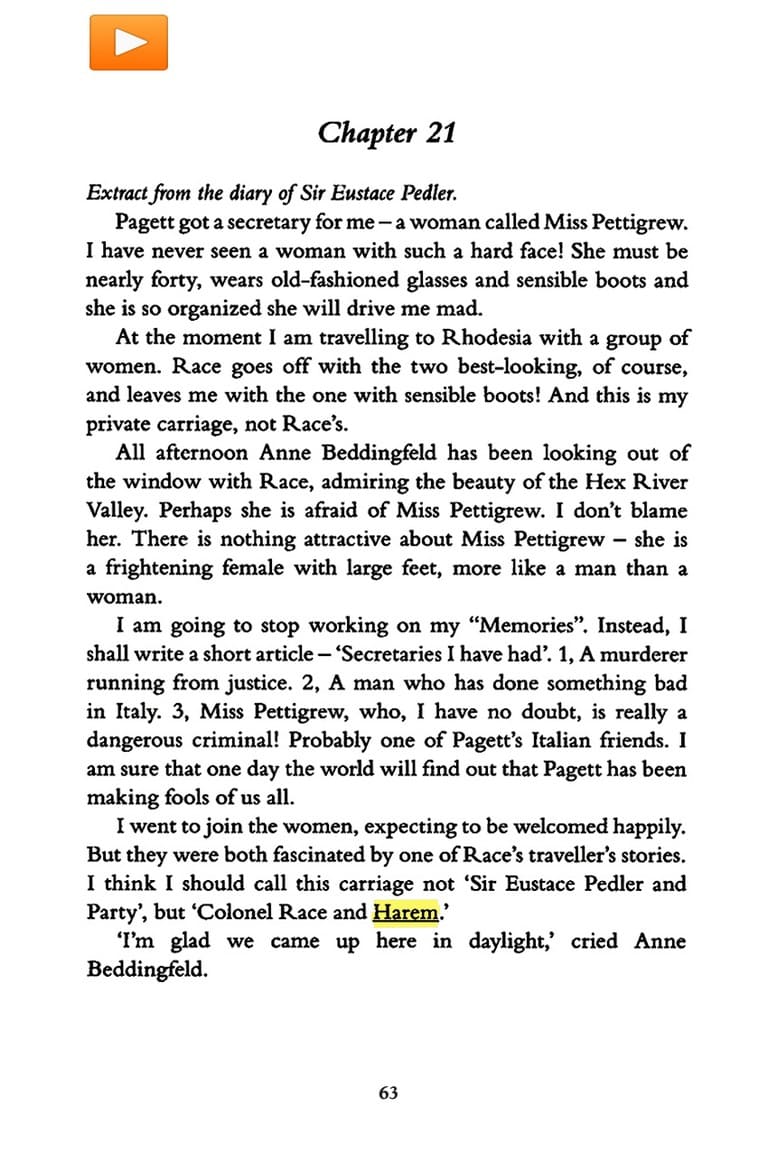 Chapter 21
Extract from the diary of Sir Eustace Pedler.
Pagett got a secretary for me – a woman called Miss Pettigrew.
I have never seen a woman with such a hard face! She must be
nearly forty, wears old-fashioned glasses and sensible boots and
she is so organized she will drive me mad.
At the moment I am travelling to Rhodesia with a group of
women. Race goes off with the two best-looking, of course,
and leaves me with the one with sensible boots! And this is my
private carriage, not Race’s.
All afternoon Anne Beddingfeld has been looking out of
the window with Race, admiring the beauty of the Hex River
Valley. Perhaps she is afraid of Miss Pettigrew. I don’t blame
her. There is nothing attractive about Miss Pettigrew – she is
a frightening female with large feet, more like a man than a
woman.
I am going to stop working on my “Memories”. Instead, I
shall write a short article – ‘Secretaries I have had’. 1, A murderer
running from justice. 2, A man who has done something bad
in Italy. 3, Miss Pettigrew, who, I have no doubt, is really a
dangerous criminal! Probably one of Pagett’s Italian friends. I
am sure that one day the world will find out that Pagett has been
making fools of us all.
I went to join the women, expecting to be welcomed happily.
But they were both fascinated by one of Race’s traveller’s stories.
I think I should call this carriage not ‘Sir Eustace Pedler and
Party’, but ‘Colonel Race and Harem.’
‘I’m glad we came up here in daylight,’ cried Anne
Beddingfeld.
63